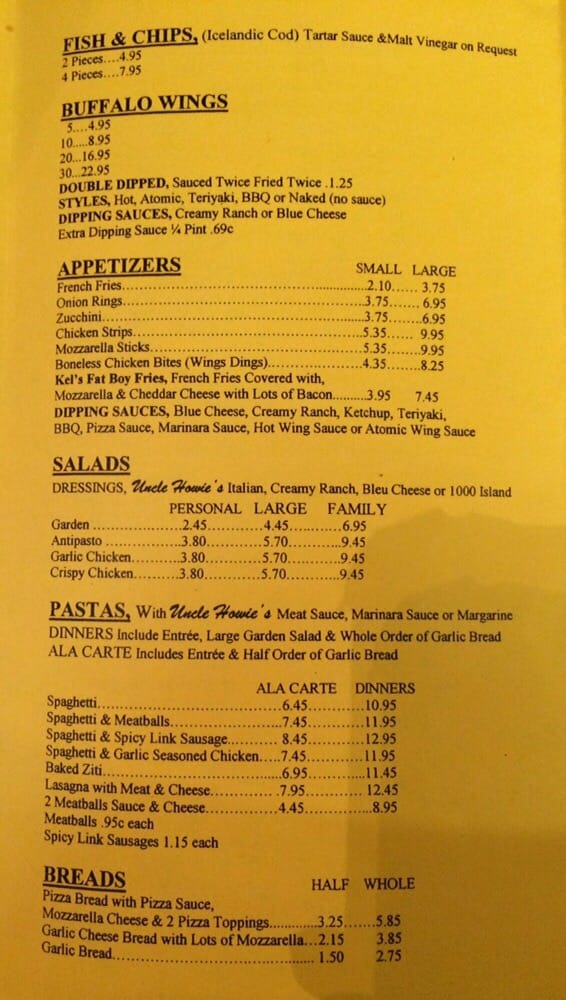 FISH & CHIPS, (Icelandic Cod) Tartar Sauce &Malt Vinegar on Request
2 Pieces....4.95
4 Pieces....7.95
BUFFALO WINGS
5....4.95
10.....8.95
20...16.95
30...22.95
DOUBLE DIPPED, Sauced Twice Fried Twice .1.25
STYLES, Hot, Atomic, Teriyaki, BBQ or Naked (no sauce)
DIPPING SAUCES, Creamy Ranch or Blue Cheese
Extra Dipping Sauce ¼ Pint .69c
APPETIZERS SMALL LARGE
French Fries.................................................2.10...... 3.75
Onion Rings.................................................3.75....... 6.95
Zucchini.......................................................3.75.......6.95
Chicken Strips..............................................5.35...... 9.95
Mozzarella Sticks..........................................5.35.......9.95
Boneless Chicken Bites (Wings Dings).................4.35.......8.25
Kel's Fat Boy Fries, French Fries Covered with,
Mozzarella & Cheddar Cheese with Lots of Bacon.........3.95 7.45
DIPPING SAUCES, Blue Cheese, Creamy Ranch, Ketchup, Teriyaki,
BBQ, Pizza Sauce, Marinara Sauce, Hot Wing Sauce or Atomic Wing Sauce
SALADS
DRESSINGS, Uncle Howie's Italian, Creamy Ranch, Bleu Cheese or 1000 Island
PERSONAL LARGE FAMILY
Garden ..................2.45............4.45............6.95
Antipasto ................3.80............5.70............9.45
Garlic Chicken..........3.80............5.70............9.45
Crispy Chicken.........3.80............5.70............9.45
PASTAS, With Uncle Howie's Meat Sauce, Marinara Sauce or Margarine
DINNERS Include Entrée, Large Garden Salad & Whole Order of Garlic Bread
ALA CARTE Includes Entrée & Half Order of Garlic Bread
ALA CARTE DINNERS
Spaghetti......................................6.45............10.95
Spaghetti & Meatballs.......................7.45............11.95
Spaghetti & Spicy Link Sausage.......... 8.45............12.95
Spaghetti & Garlic Seasoned Chicken....7.45............11.95
Baked Ziti.....................................6.95............11.45
Lasagna with Meat & Cheese............ .7.95............ 12.45
2 Meatballs Sauce & Cheese...............4.45..............8.95
Meatballs .95c each
Spicy Link Sausages 1.15 each
BREADS HALF WHOLE
Pizza Bread with Pizza Sauce,
Mozzarella Cheese & 2 Pizza Toppings............3.25.......5.85
Garlic Cheese Bread with Lots of Mozzarella...2.15 3.85
Garlic Bread.............................................. 1.50 2.75